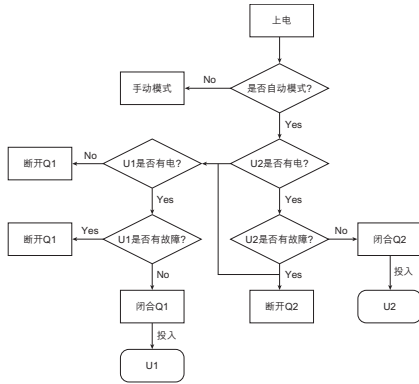 上电
是否自动模式?
No
手动模式
Yes
U2是否有电?
U1是否有电?
No
断开Q1
Yes
U1是否有故障?
Yes
断开Q1
U2是否有故障?
No
闭合Q2
No
Yes
投入
闭合Q1
断开Q2
U2
投入
U1